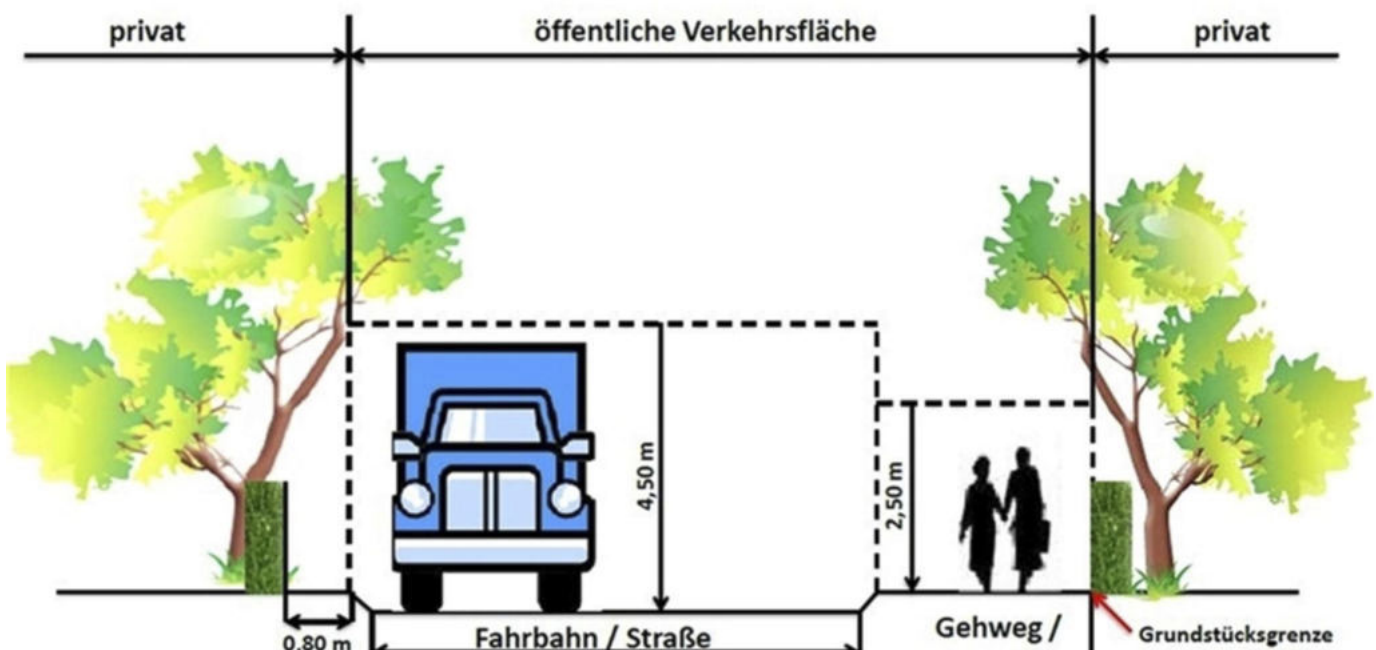 privat
öffentliche Verkehrsfläche
privat
4,50 m
2,50 m
0,80 m
Fahrbahn / Straße
Gehweg /
Grundstücksgrenze